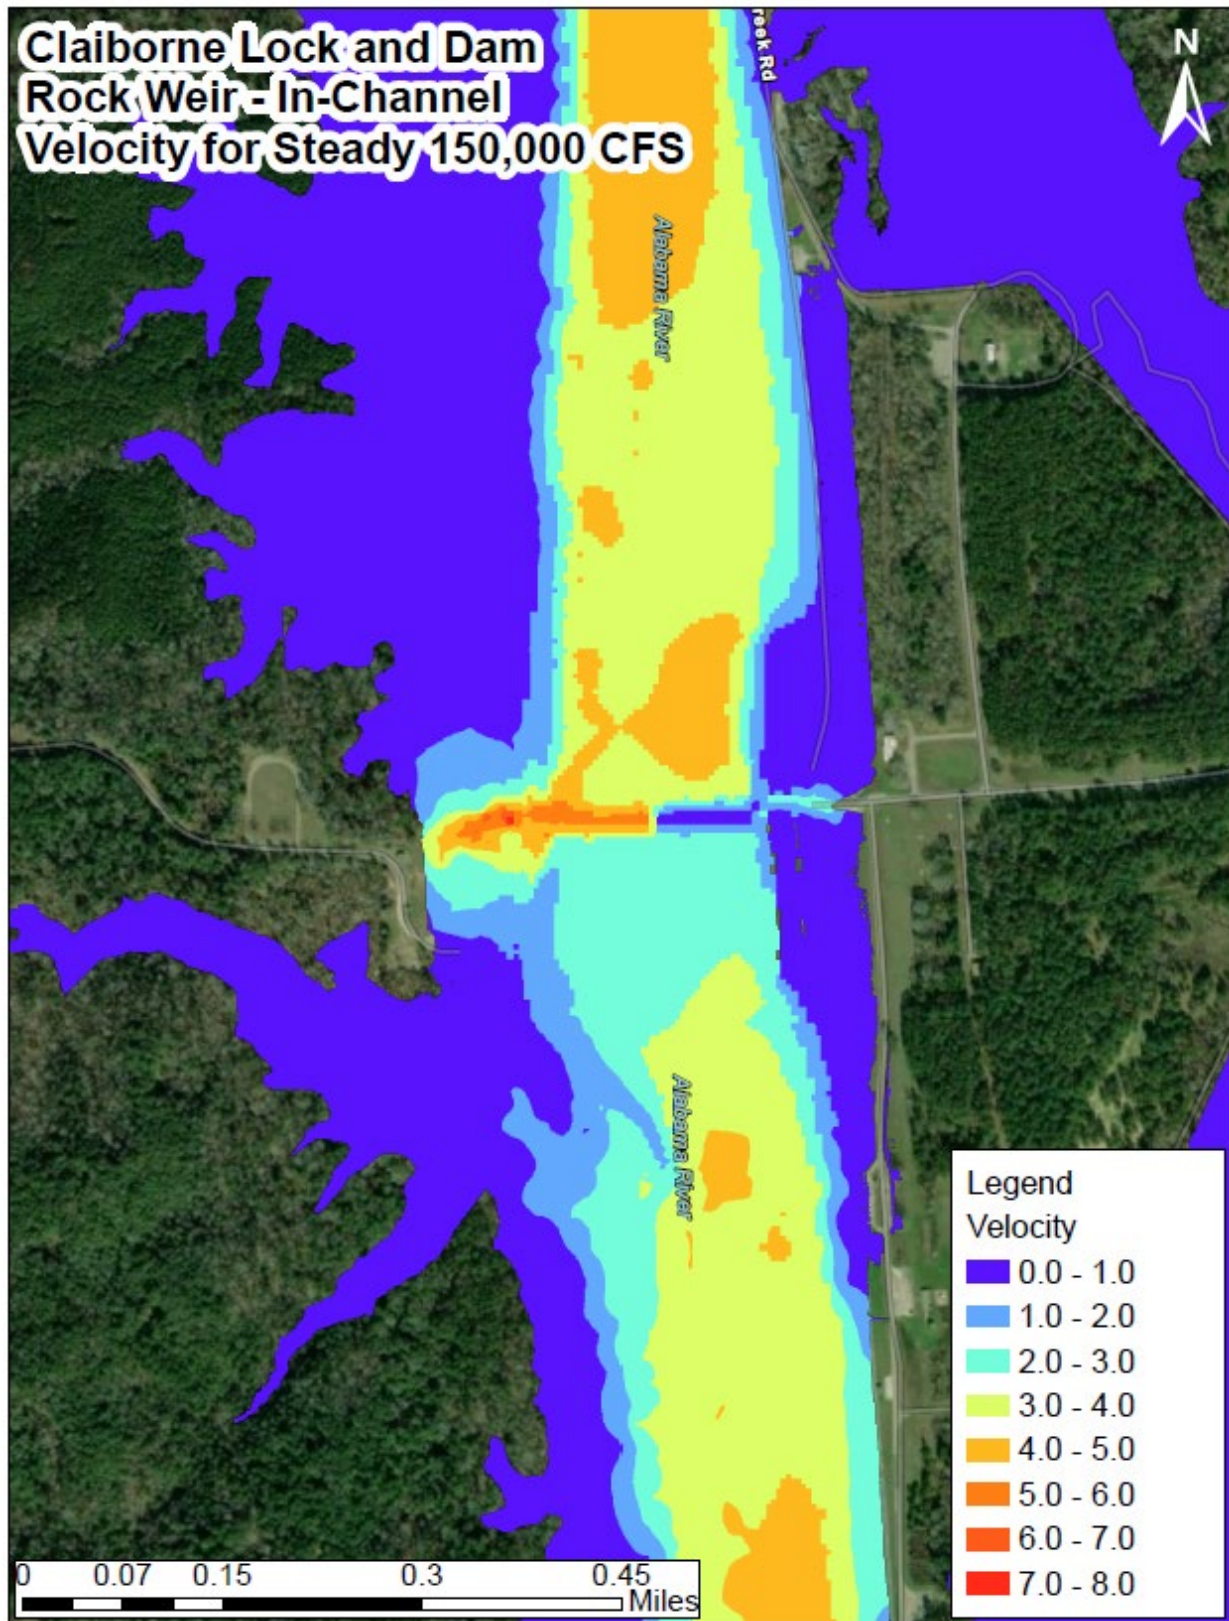 Claiborne Lock and Dam
Rock Weir - In-Channel
Velocity for Steady 150,000 CFS
reek Rd
N
Alabama River
Alabama River
Legend
Velocity
0.0 - 1.0
1.0 - 2.0
2.0 - 3.0
3.0 - 4.0
4.0 - 5.0
5.0 - 6.0
6.0 - 7.0
7.0 - 8.0
0 0.07 0.15 0.3 0.45
Miles